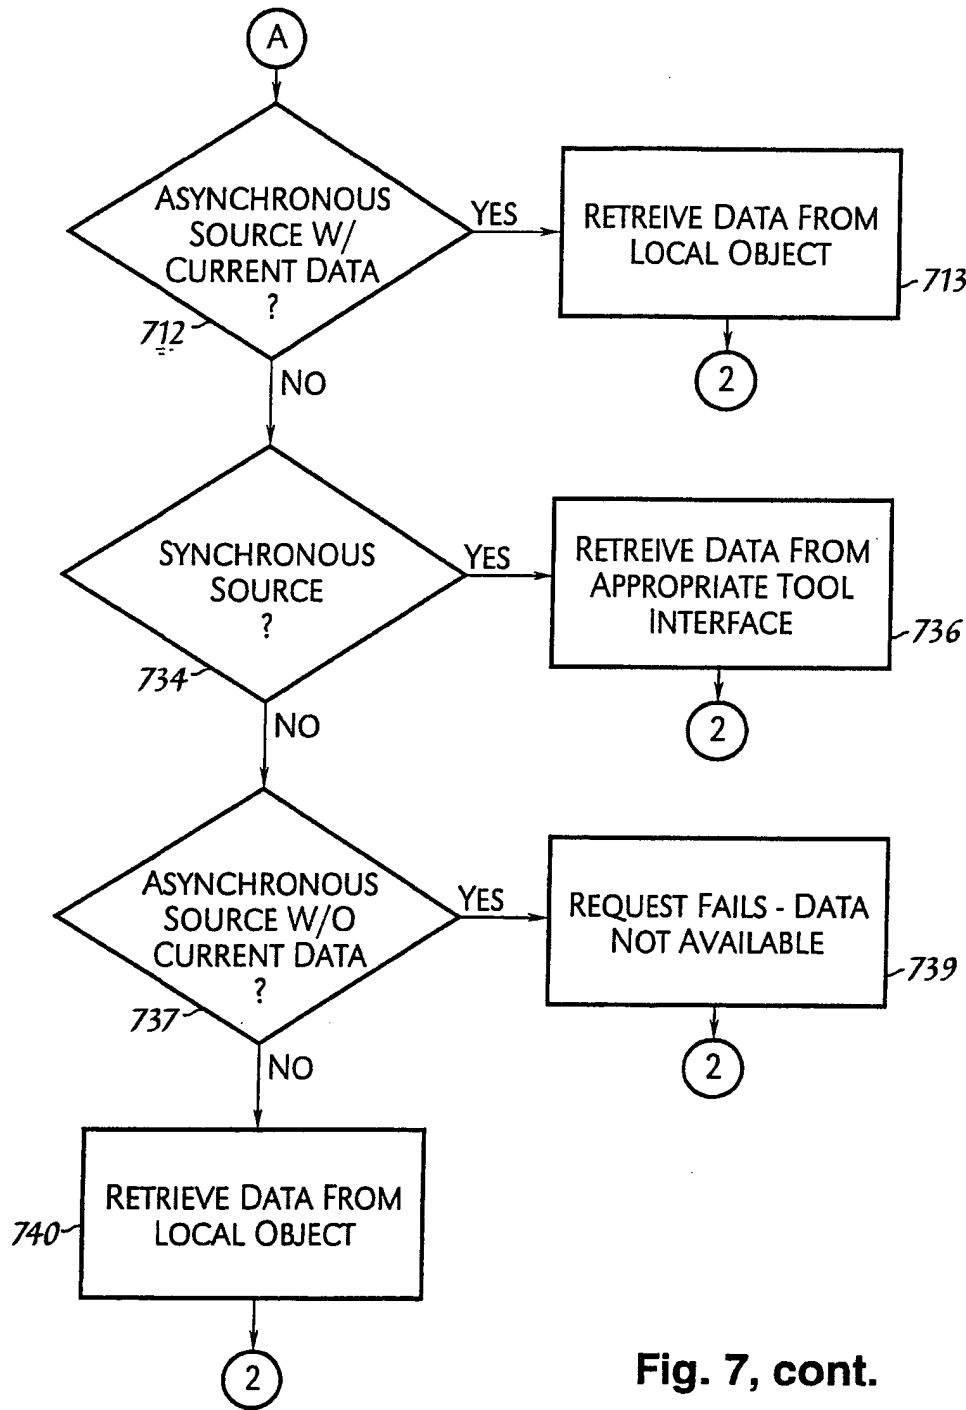 A
ASYNCHRONOUS
SOURCE W/
CURRENT DATA
?
712
YES
RETREIVE DATA FROM
LOCAL OBJECT
713
2
NO
SYNCHRONOUS
SOURCE
?
734
YES
RETREIVE DATA FROM
APPROPRIATE TOOL
INTERFACE
736
2
NO
ASYNCHRONOUS
SOURCE W/O
CURRENT DATA
?
737
YES
REQUEST FAILS - DATA
NOT AVAILABLE
739
2
NO
RETRIEVE DATA FROM
LOCAL OBJECT
740
2
Fig. 7, cont.